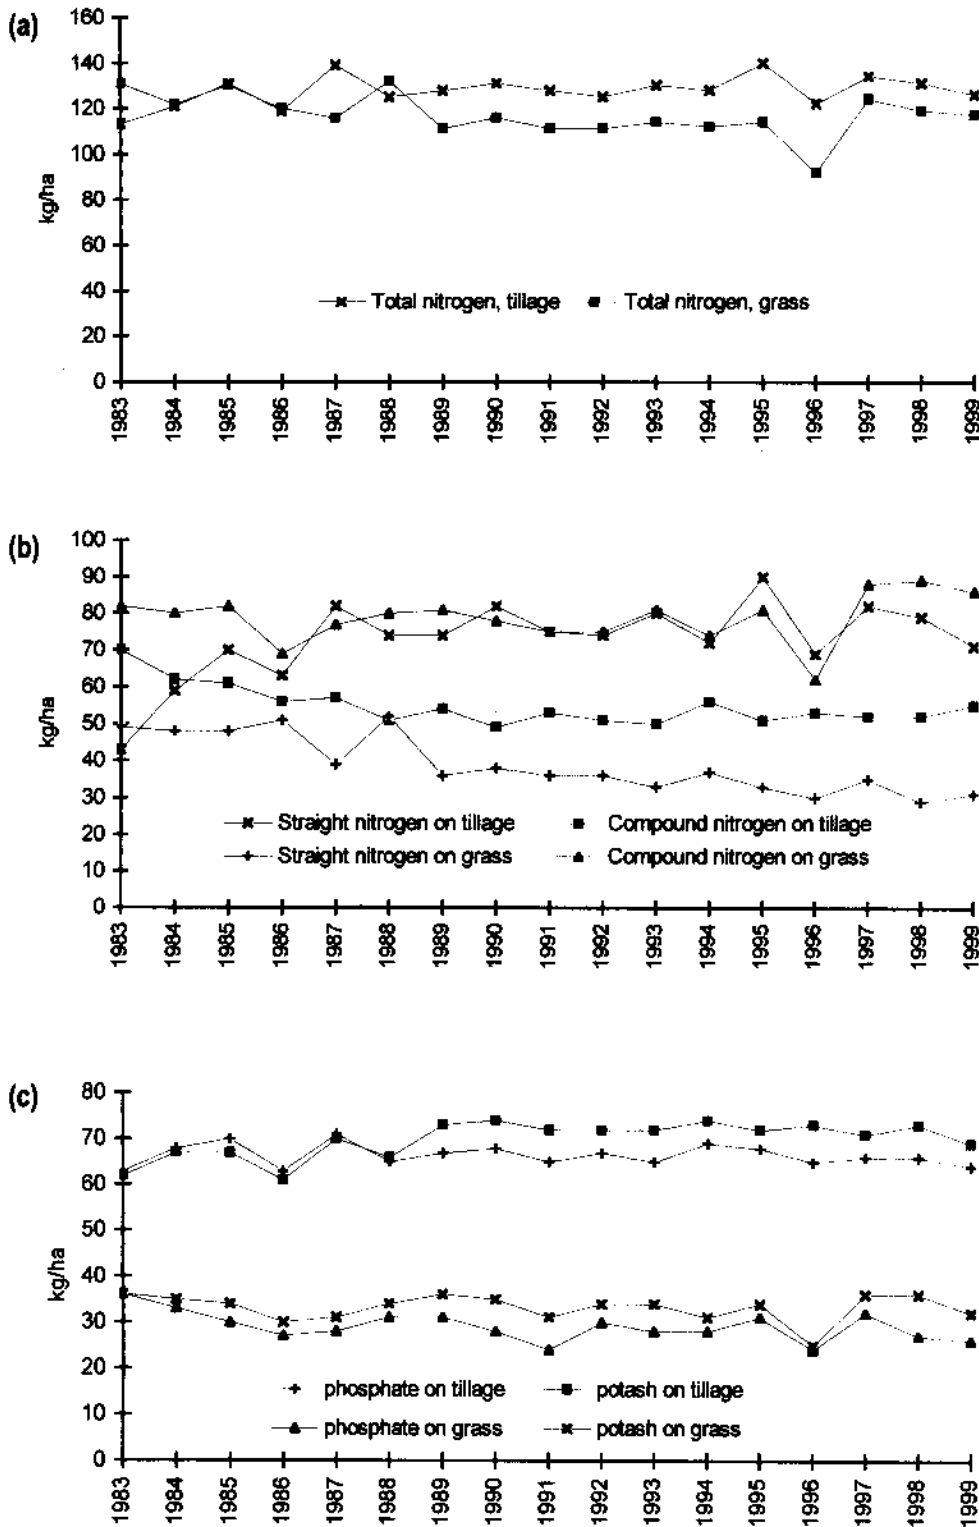 (a)
160
140
120
100
80
60
40
20
0
kg/ha
Total nitrogen, tillage Total nitrogen, grass
1983 1984 1985 1986 1987 1988 1989 1990 1991 1992 1993 1994 1995 1996 1997 1998 1999
(b)
100
90
80
70
60
50
40
30
20
10
0
kg/ha
Straight nitrogen on tillage Compound nitrogen on tillage
Straight nitrogen on grass Compound nitrogen on grass
1983 1984 1985 1986 1987 1988 1989 1990 1991 1992 1993 1994 1995 1996 1997 1998 1999
(c)
80
70
60
50
40
30
20
10
0
kg/ha
phosphate on tillage potash on tillage
phosphate on grass potash on grass
1983 1984 1985 1986 1987 1988 1989 1990 1991 1992 1993 1994 1995 1996 1997 1998 1999